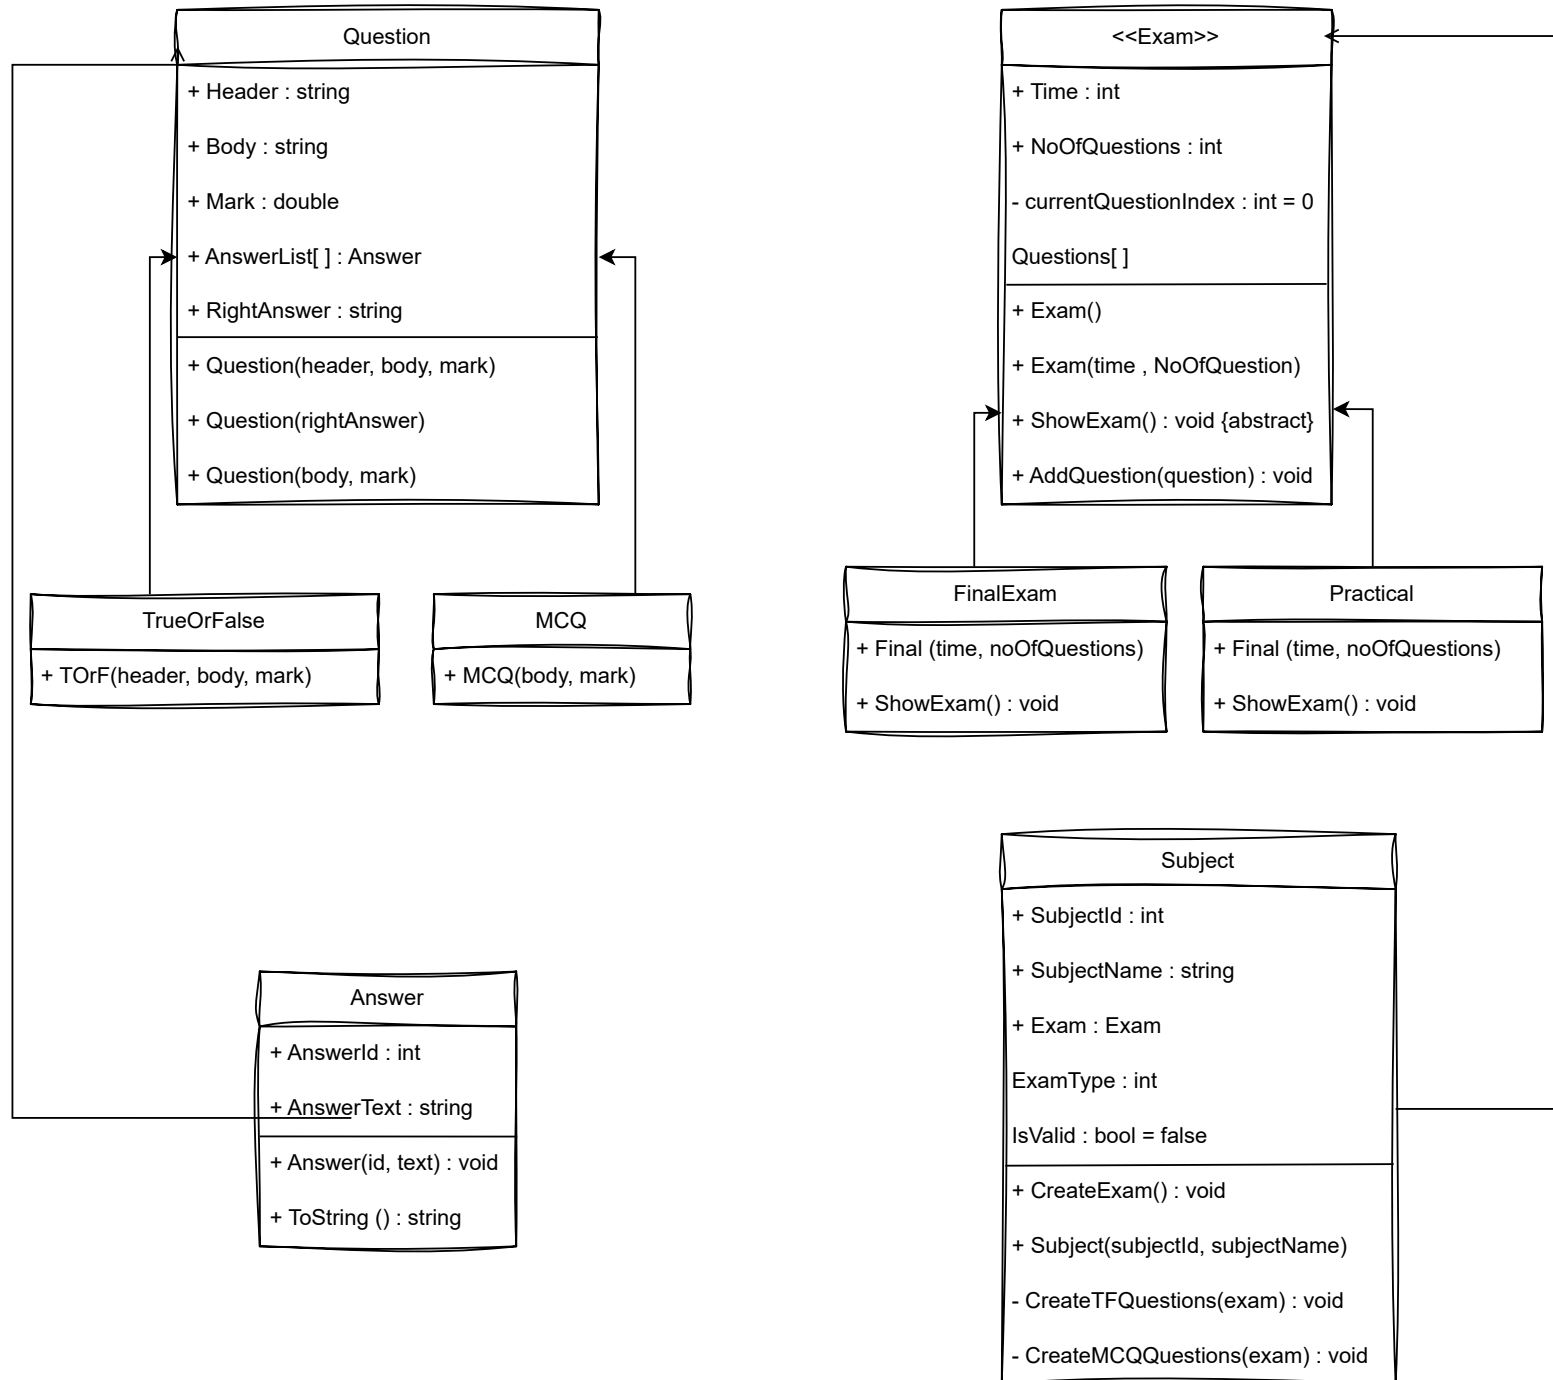 Question
+ Header : string
+ Body : string
+ Mark : double
+ AnswerList[ ] : Answer
+ RightAnswer : string
+ Question(header, body, mark)
+ Question(rightAnswer)
+ Question(body, mark)
<<Exam>>
+ Time : int
+ NoOfQuestions : int
- currentQuestionIndex : int = 0
Questions[ ]
+ Exam()
+ Exam(time , NoOfQuestion)
+ ShowExam() : void {abstract}
+ AddQuestion(question) : void
TrueOrFalse
+ TOrF(header, body, mark)
MCQ
+ MCQ(body, mark)
FinalExam
+ Final (time, noOfQuestions)
+ ShowExam() : void
Practical
+ Final (time, noOfQuestions)
+ ShowExam() : void
Answer
+ AnswerId : int
+ AnswerText : string
+ Answer(id, text) : void
+ ToString () : string
Subject
+ SubjectId : int
+ SubjectName : string
+ Exam : Exam
ExamType : int
IsValid : bool = false
+ CreateExam() : void
+ Subject(subjectId, subjectName)
- CreateTFQuestions(exam) : void
- CreateMCQQuestions(exam) : void